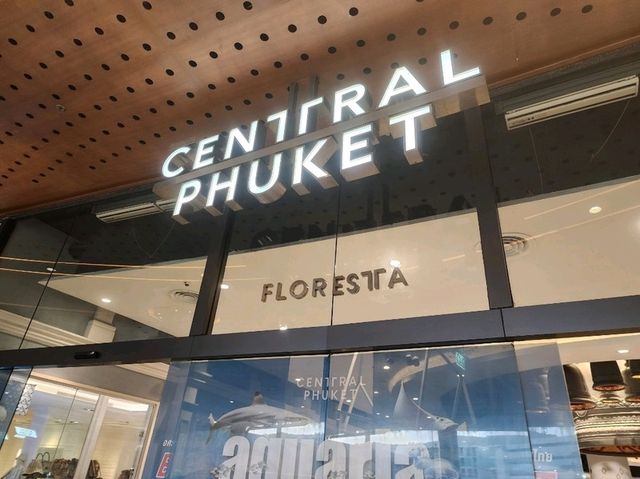 CENTRAL
PHUKET
FLORESTA
CENTRAL
PHUKET
aquaria